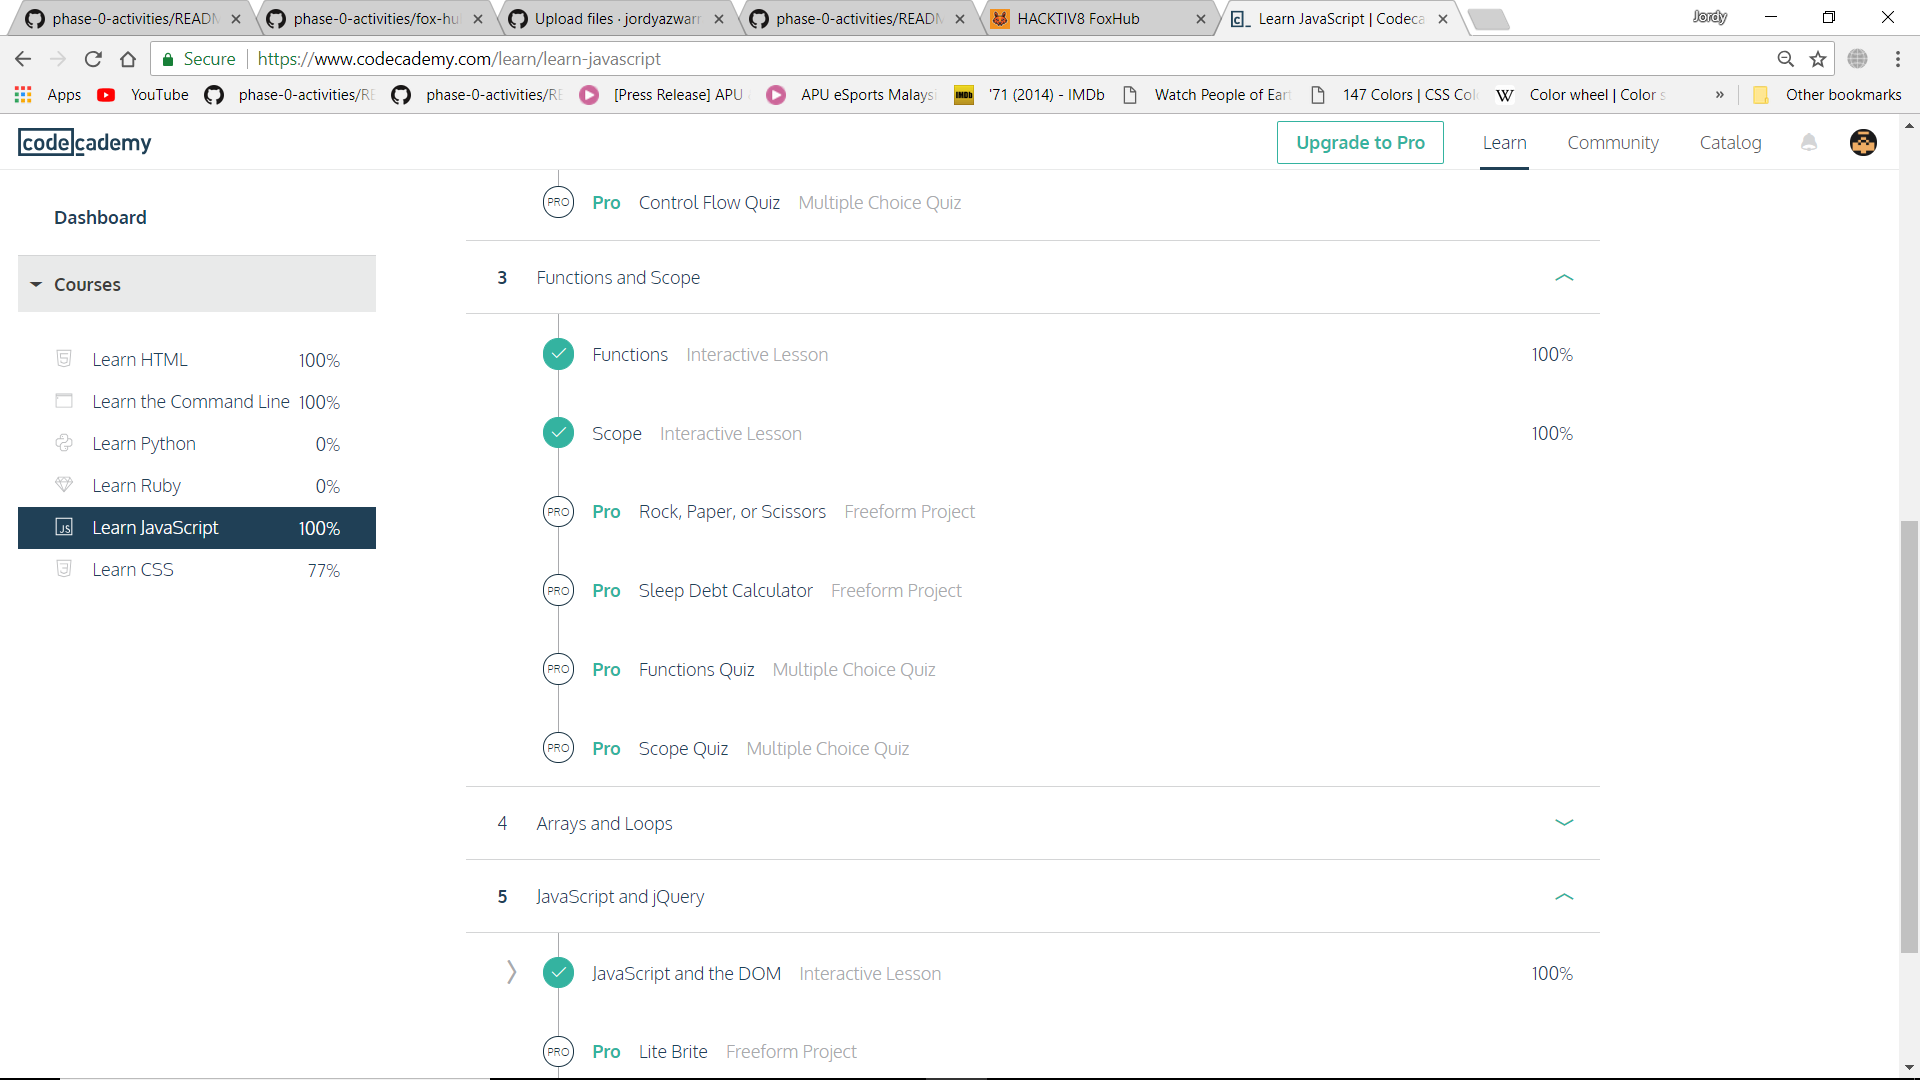 phase-0-activities/READM
phase-0-activities/fox-hu
Upload files · jordyazwarr
phase-0-activities/READM
HACKTIV8 FoxHub
Learn JavaScript | Codeca
Jordy
Secure https://www.codecademy.com/learn/learn-javascript
Apps YouTube phase-0-activities/RE phase-0-activities/RE [Press Release] APU APU eSports Malaysi '71 (2014) - IMDb Watch People of Eart 147 Colors | CSS Col Color wheel | Color s » Other bookmarks
codecademy
Upgrade to Pro Learn Community Catalog
Dashboard
Courses
Learn HTML 100%
Learn the Command Line 100%
Learn Python 0%
Learn Ruby 0%
Learn JavaScript 100%
Learn CSS 77%
PRO Pro Control Flow Quiz Multiple Choice Quiz
3 Functions and Scope
Functions Interactive Lesson 100%
Scope Interactive Lesson 100%
PRO Pro Rock, Paper, or Scissors Freeform Project
PRO Pro Sleep Debt Calculator Freeform Project
PRO Pro Functions Quiz Multiple Choice Quiz
PRO Pro Scope Quiz Multiple Choice Quiz
4 Arrays and Loops
5 JavaScript and jQuery
JavaScript and the DOM Interactive Lesson 100%
PRO Pro Lite Brite Freeform Project